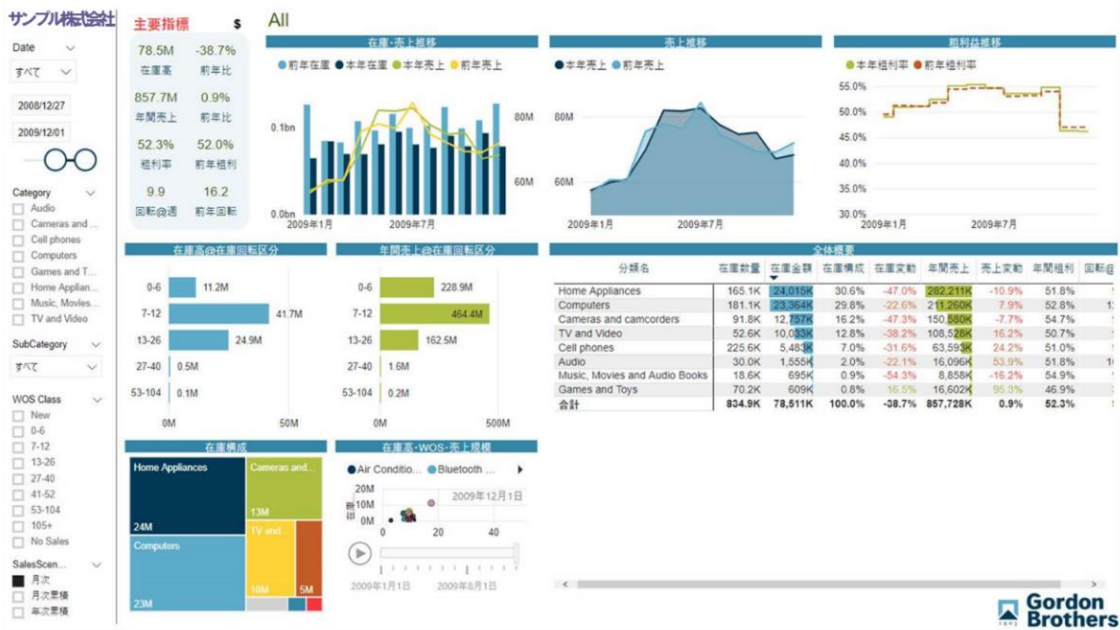 サンプル株式会社
Date
すべて
2008/12/27
2009/12/01
Category
Audio
Cameras and ...
Cell phones
Computers
Games and T...
Home Applian...
Music, Movies...
TV and Video
SubCategory
すべて
WOS Class
New
0-6
7-12
13-26
27-40
41-52
53-104
105+
No Sales
SalesScen...
月次
月次累積
年次累積
主要指標 $
78.5M -38.7%
在庫高 前年比
857.7M 0.9%
年間売上 前年比
52.3% 52.0%
粗利率 前年粗利
9.9 16.2
回転@週 前年回転
All
在庫・売上推移
前年在庫 本年在庫 本年売上 前年売上
0.1bn
0.0bn
80M
60M
2009年1月 2009年7月
売上推移
本年売上 前年売上
80M
60M
2009年1月 2009年7月
粗利益推移
本年粗利率 前年粗利率
55.0%
50.0%
45.0%
40.0%
35.0%
30.0%
2009年1月 2009年7月
在庫高@在庫回転区分
0-6 11.2M
7-12 41.7M
13-26 24.9M
27-40 0.5M
53-104 0.1M
0M 50M
年間売上@在庫回転区分
0-6 228.9M
7-12 464.4M
13-26 162.5M
27-40 1.6M
53-104 0.2M
0M 500M
全体概要
分類名 在庫数量 在庫金額 在庫構成 在庫変動 年間売上 売上変動 年間粗利 回転@
Home Appliances 165.1K 24,015K 30.6% -47.0% 282,211K -10.9% 51.8%
Computers 181.1K 23,364K 29.8% -22.6% 211,260K 7.9% 52.8%
Cameras and camcorders 91.8K 12,757K 16.2% -47.3% 150,580K -7.7% 54.7%
TV and Video 52.6K 10,033K 12.8% -38.2% 108,528K 16.2% 50.7%
Cell phones 225.6K 5,483K 7.0% -31.6% 63,593K 24.2% 51.0%
Audio 30.0K 1,555K 2.0% -22.1% 16,096K 53.9% 51.8%
Music, Movies and Audio Books 18.6K 695K 0.9% -54.3% 8,858K -16.2% 54.9%
Games and Toys 70.2K 609K 0.8% 16.5% 16,602K 95.3% 46.9%
合計 834.9K 78,511K 100.0% -38.7% 857,728K 0.9% 52.3%
在庫構成
Home Appliances
24M
Computers
23M
Cameras and...
13M
TV and ...
10M
5M
在庫高・WOS・売上規模
Air Conditio... Bluetooth ...
在庫...
20M
10M
0M
2009年12月1日
0 20 40
2009年1月1日 2009年8月1日
Gordon
Brothers